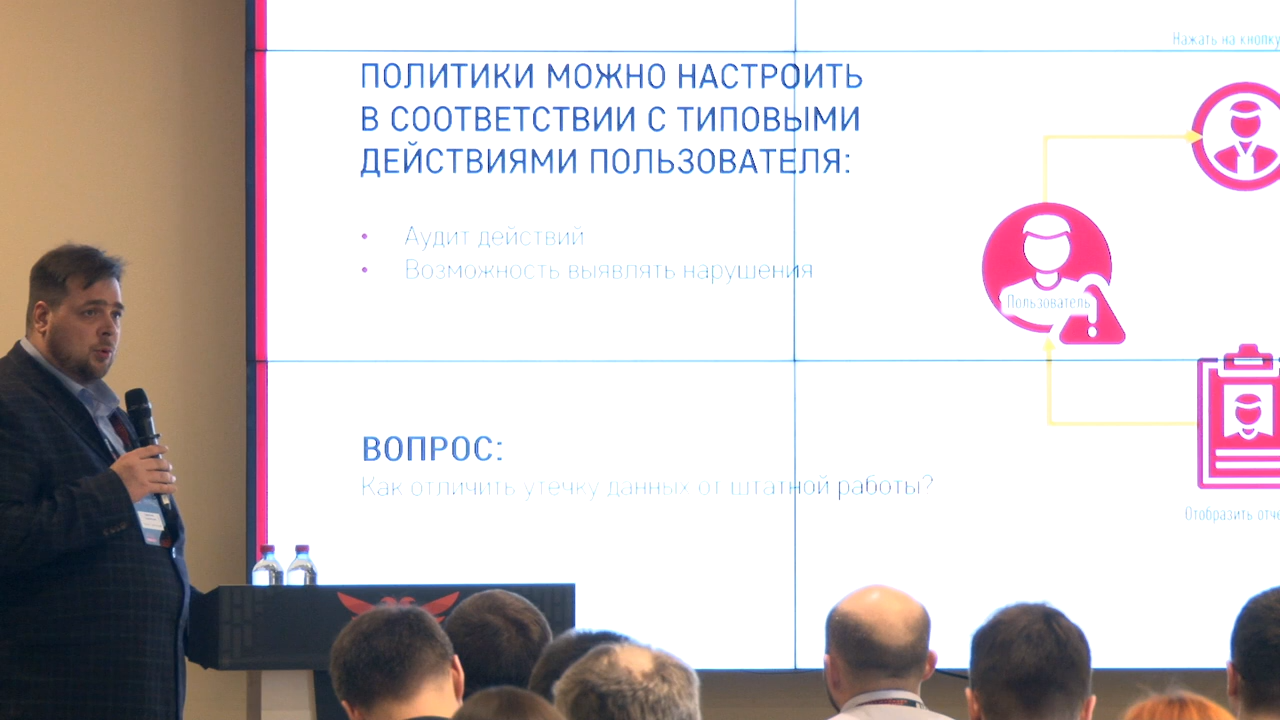 Нажать на кнопку
ПОЛИТИКИ МОЖНО НАСТРОИТЬ
В СООТВЕТСТВИИ С ТИПОВЫМИ
ДЕЙСТВИЯМИ ПОЛЬЗОВАТЕЛЯ:
• Аудит действий
• Возможность выявлять нарушения
Пользователь
ВОПРОС:
Как отличить утечку данных от штатной работы?
Отобразить